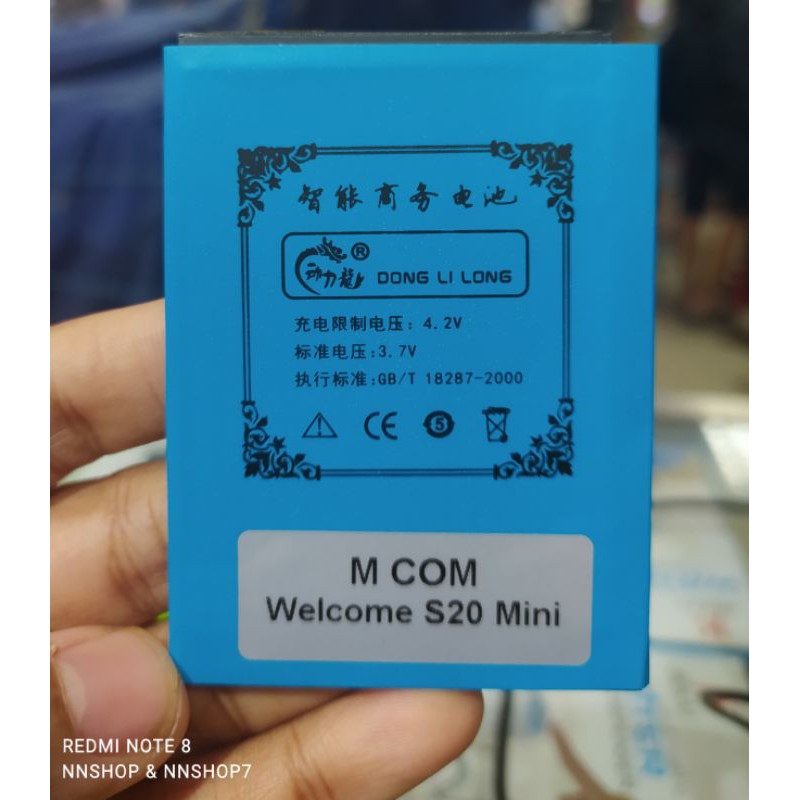 智能商务电池
动力龍® DONG LI LONG
充电限制电压: 4.2V
标准电压:3.7V
执行标准:GB/T 18287-2000
CE 5
M COM
Welcome S20 Mini
REDMI NOTE 8
NNSHOP & NNSHOP7